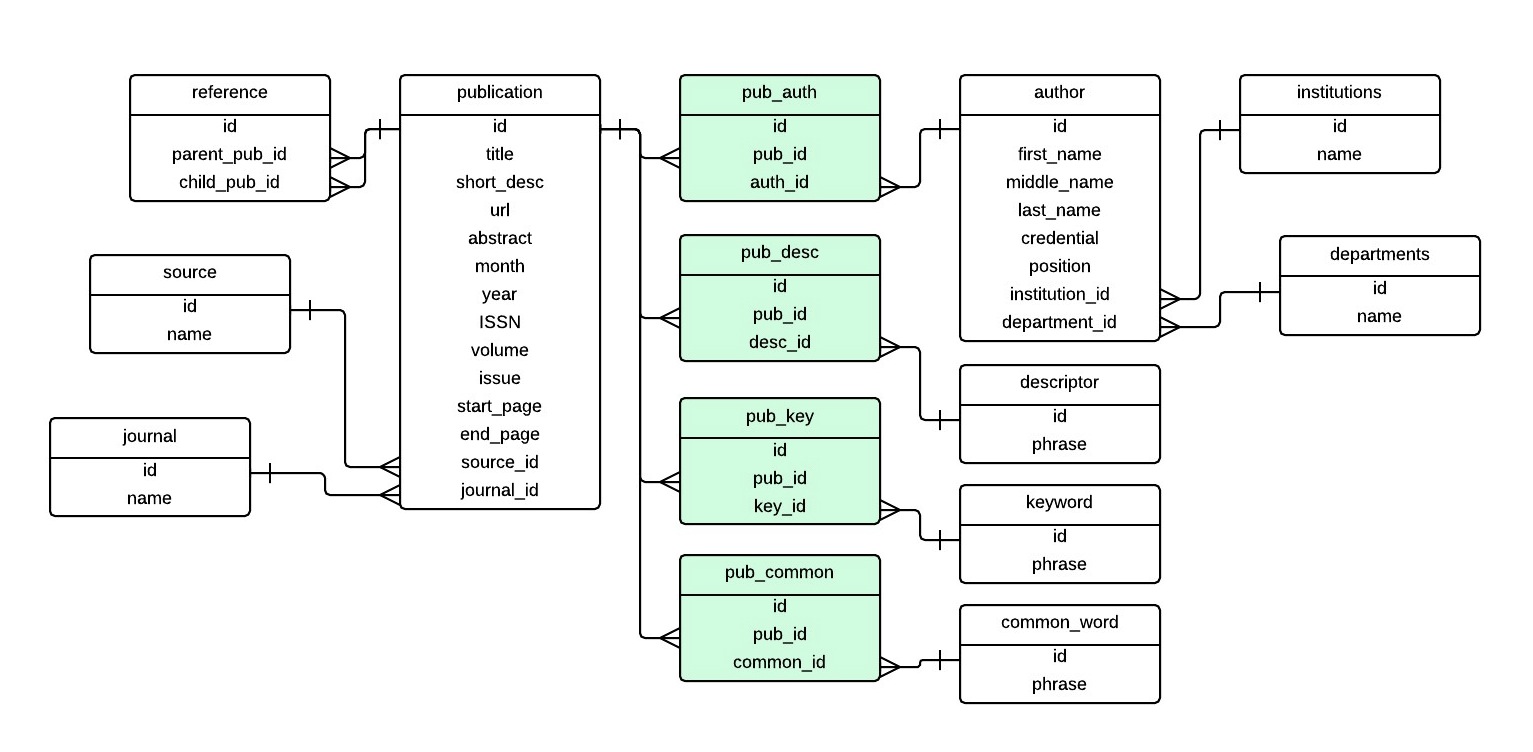 reference
id
parent_pub_id
child_pub_id
source
id
name
journal
id
name
publication
id
title
short_desc
url
abstract
month
year
ISSN
volume
issue
start_page
end_page
source_id
journal_id
pub_auth
id
pub_id
auth_id
pub_desc
id
pub_id
desc_id
pub_key
id
pub_id
key_id
pub_common
id
pub_id
common_id
author
id
first_name
middle_name
last_name
credential
position
institution_id
department_id
descriptor
id
phrase
keyword
id
phrase
common_word
id
phrase
institutions
id
name
departments
id
name